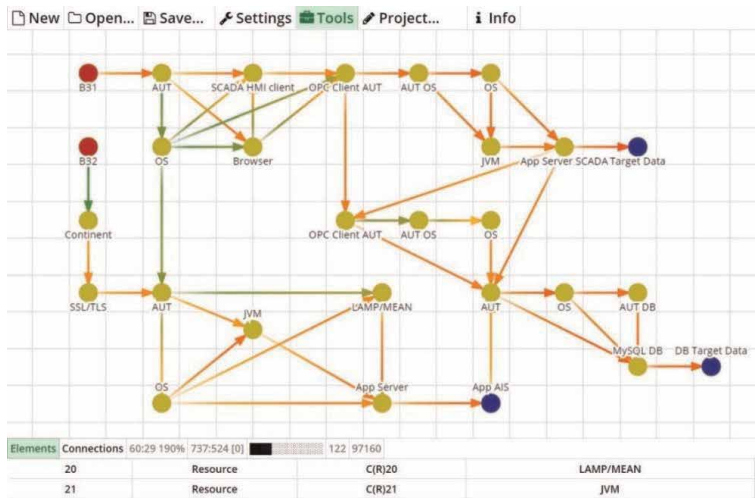 New Open... Save... Settings Tools Project... i Info
B31 AUT SCADA HMI client OPC Client AUT AUT OS OS
B32 OS Browser JVM App Server SCADA Target Data
Continent OPC Client AUT AUT OS OS
SSL/TLS AUT JVM LAMP/MEAN AUT OS AUT DB
MySQL DB DB Target Data
OS App Server App AIS
Elements Connections 60:29 190% 737:524 [0] 122 97160
20 Resource C(R)20 LAMP/MEAN
21 Resource C(R)21 JVM